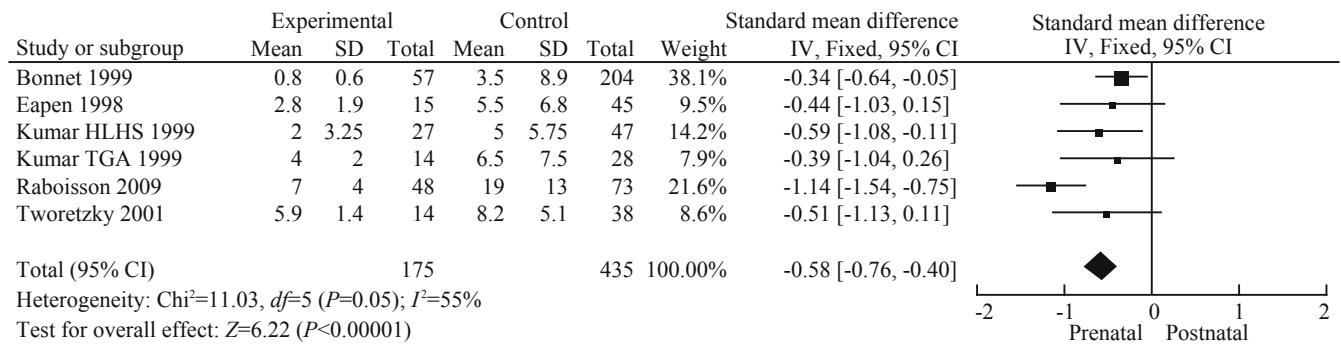 Experimental Control Standard mean difference Standard mean difference
Study or subgroup Mean SD Total Mean SD Total Weight IV, Fixed, 95% CI IV, Fixed, 95% CI
Bonnet 1999 0.8 0.6 57 3.5 8.9 204 38.1% -0.34 [-0.64, -0.05]
Eapen 1998 2.8 1.9 15 5.5 6.8 45 9.5% -0.44 [-1.03, 0.15]
Kumar HLHS 1999 2 3.25 27 5 5.75 47 14.2% -0.59 [-1.08, -0.11]
Kumar TGA 1999 4 2 14 6.5 7.5 28 7.9% -0.39 [-1.04, 0.26]
Raboisson 2009 7 4 48 19 13 73 21.6% -1.14 [-1.54, -0.75]
Tworetzky 2001 5.9 1.4 14 8.2 5.1 38 8.6% -0.51 [-1.13, 0.11]
Total (95% CI) 175 435 100.00% -0.58 [-0.76, -0.40]
Heterogeneity: Chi²=11.03, df=5 (P=0.05); I²=55%
Test for overall effect: Z=6.22 (P<0.00001)
-2 -1 0 1 2
Prenatal Postnatal